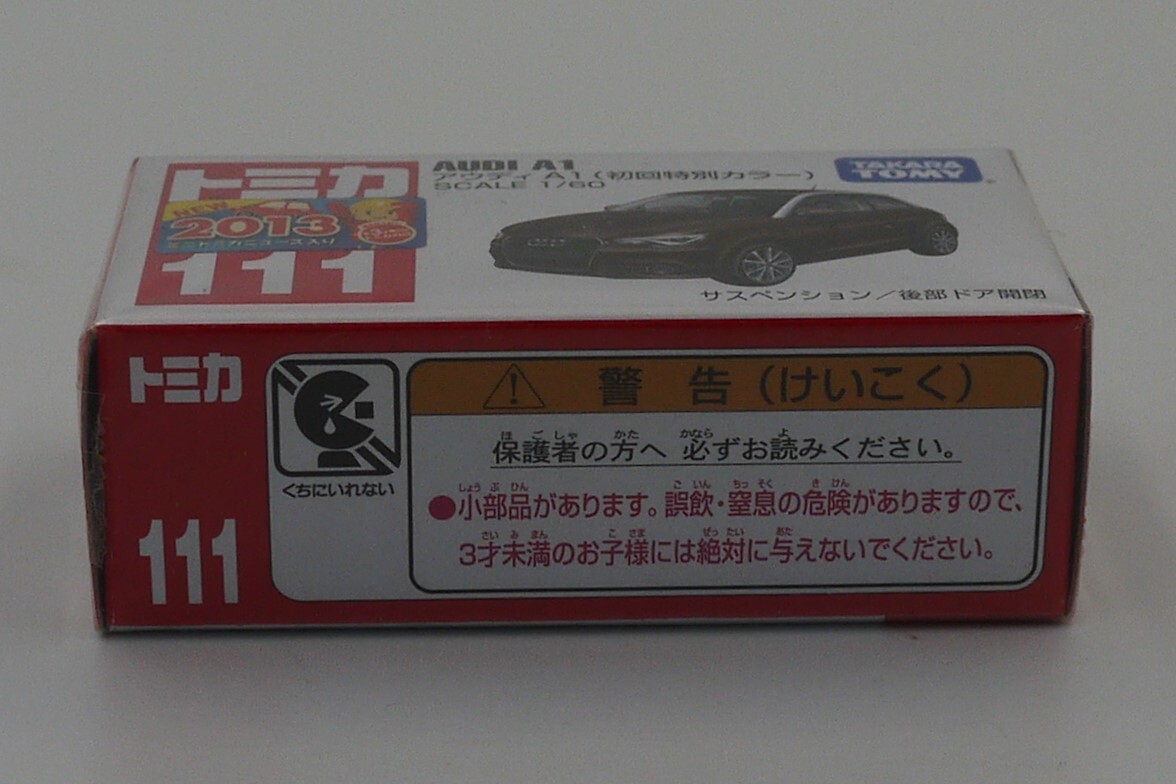 トミカ
NEW
2013
111
AUDI A1
アウディ A1(初回特別カラー)
SCALE 1/60
TAKARA
TOMY
サスペンション/後部ドア開閉
トミカ
111
くちにいれない
警告(けいこく)
保護者の方へ 必ずお読みください。
●小部品があります。誤飲・窒息の危険がありますので、
3才未満のお子様には絶対に与えないでください。